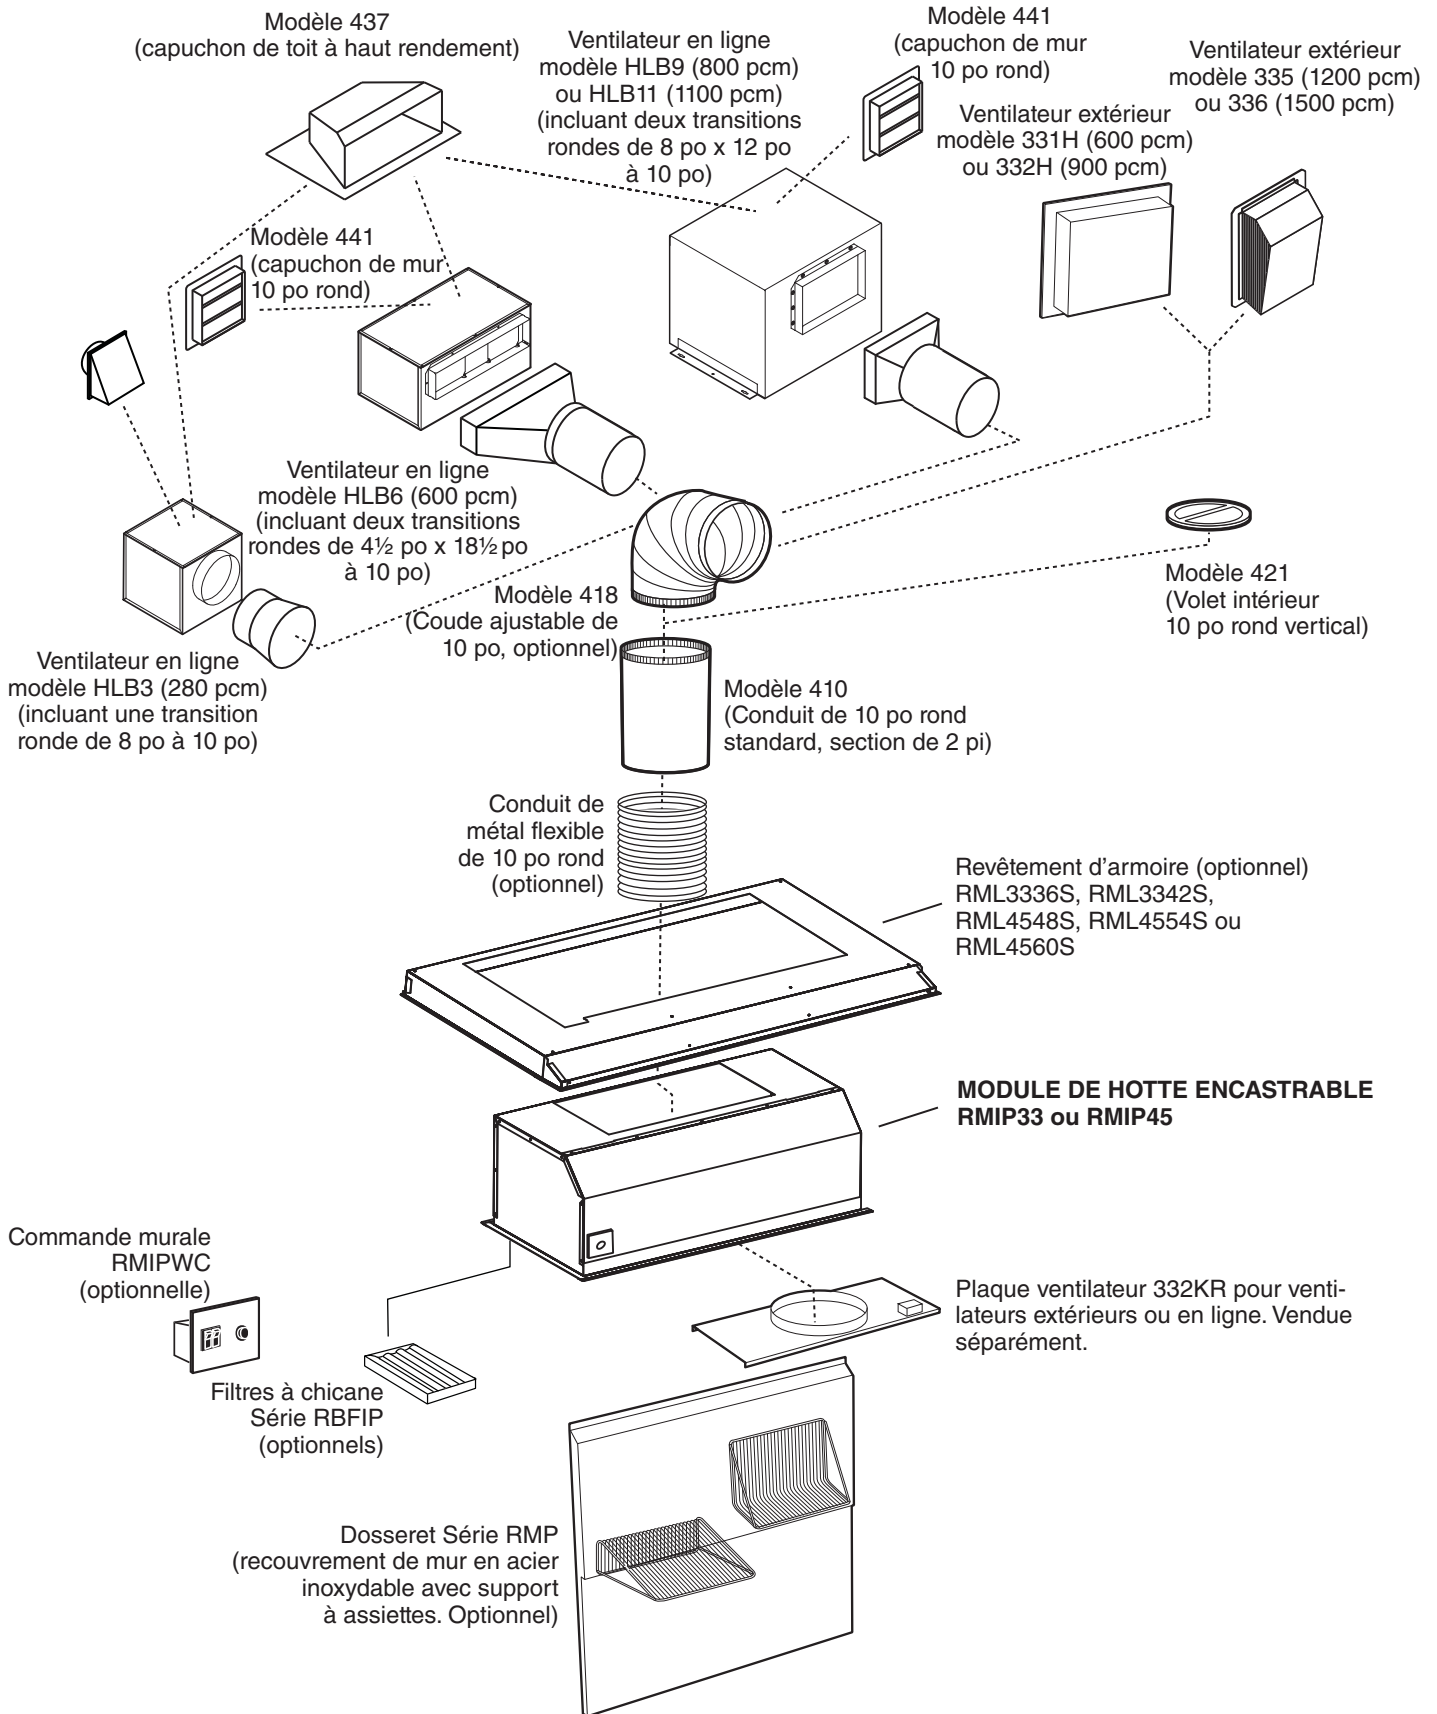 Modèle 437
(capuchon de toit à haut rendement)
Ventilateur en ligne
modèle HLB9 (800 pcm)
ou HLB11 (1100 pcm)
(incluant deux transitions
rondes de 8 po x 12 po
à 10 po)
Modèle 441
(capuchon de mur
10 po rond)
Ventilateur extérieur
modèle 335 (1200 pcm)
ou 336 (1500 pcm)
Ventilateur extérieur
modèle 331H (600 pcm)
ou 332H (900 pcm)
Modèle 441
(capuchon de mur
10 po rond)
Ventilateur en ligne
modèle HLB6 (600 pcm)
(incluant deux transitions
rondes de 4½ po x 18½ po
à 10 po)
Modèle 418
(Coude ajustable de
10 po, optionnel)
Modèle 421
(Volet intérieur
10 po rond vertical)
Ventilateur en ligne
modèle HLB3 (280 pcm)
(incluant une transition
ronde de 8 po à 10 po)
Modèle 410
(Conduit de 10 po rond
standard, section de 2 pi)
Conduit de
métal flexible
de 10 po rond
(optionnel)
Revêtement d’armoire (optionnel)
RML3336S, RML3342S,
RML4548S, RML4554S ou
RML4560S
MODULE DE HOTTE ENCASTRABLE
RMIP33 ou RMIP45
Commande murale
RMIPWC
(optionnelle)
Plaque ventilateur 332KR pour venti-
lateurs extérieurs ou en ligne. Vendue
séparément.
Filtres à chicane
Série RBFIP
(optionnels)
Dosseret Série RMP
(recouvrement de mur en acier
inoxydable avec support
à assiettes. Optionnel)